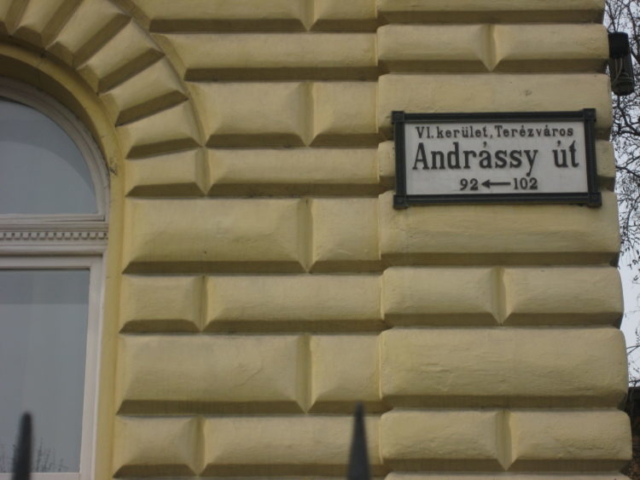 VI. kerület, Terézváros
Andrássy út
92 ← 102